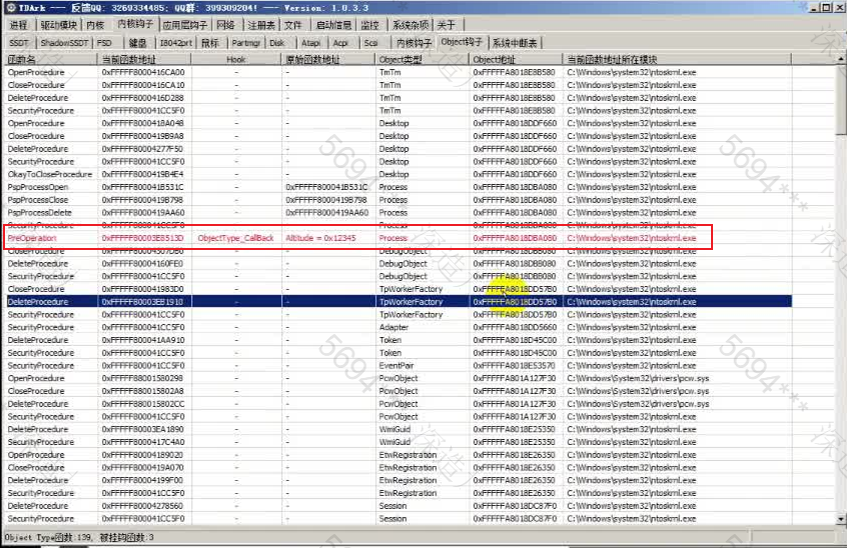 YDArk --- 反馈QQ: 3269334485; QQ群: 399309204! --- Version: 1.0.3.3
进程 驱动模块 内核 内核钩子 应用层钩子 网络 注册表 文件 启动信息 监控 系统杂项 关于
SSDT ShadowSSDT FSD 键盘 I8042prt 鼠标 Partmgr Disk Atapi Acpi Scsi 内核钩子 Object钩子 系统中断表
函数名 当前函数地址 Hook 原始函数地址 Object类型 Object地址 当前函数地址所在模块
OpenProcedure 0xFFFFF8000416CA00 - - TmTm 0xFFFFFA8018E8B580 C:\Windows\system32\ntoskrnl.exe
CloseProcedure 0xFFFFF8000416CA10 - - TmTm 0xFFFFFA8018E8B580 C:\Windows\system32\ntoskrnl.exe
DeleteProcedure 0xFFFFF8000416D288 - - TmTm 0xFFFFFA8018E8B580 C:\Windows\system32\ntoskrnl.exe
SecurityProcedure 0xFFFFF800041CC5F0 - - TmTm 0xFFFFFA8018E8B580 C:\Windows\system32\ntoskrnl.exe
OpenProcedure 0xFFFFF8000418A048 - - Desktop 0xFFFFFA8018DDF660 C:\Windows\system32\ntoskrnl.exe
CloseProcedure 0xFFFFF800041989A8 - - Desktop 0xFFFFFA8018DDF660 C:\Windows\system32\ntoskrnl.exe
DeleteProcedure 0xFFFFF80004277F50 - - Desktop 0xFFFFFA8018DDF660 C:\Windows\system32\ntoskrnl.exe
SecurityProcedure 0xFFFFF800041CC5F0 - - Desktop 0xFFFFFA8018DDF660 C:\Windows\system32\ntoskrnl.exe
OkayToCloseProcedure 0xFFFFF8000419B4E4 - - Desktop 0xFFFFFA8018DDF660 C:\Windows\system32\ntoskrnl.exe
PspProcessOpen 0xFFFFF800041B531C - 0xFFFFF800041B531C Process 0xFFFFFA8018DBA080 C:\Windows\system32\ntoskrnl.exe
PspProcessClose 0xFFFFF8000419B798 - 0xFFFFF8000419B798 Process 0xFFFFFA8018DBA080 C:\Windows\system32\ntoskrnl.exe
PspProcessDelete 0xFFFFF8000419AA60 - 0xFFFFF8000419AA60 Process 0xFFFFFA8018DBA080 C:\Windows\system32\ntoskrnl.exe
SecurityProcedure 0xFFFFF800041CC5F0 - - Process 0xFFFFFA8018DBA080 C:\Windows\system32\ntoskrnl.exe
PreOperation 0xFFFFF80003E8513D ObjectType_CallBack Altitude = 0x12345 Process 0xFFFFFA8018DBA080 C:\Windows\system32\ntoskrnl.exe
CloseProcedure 0xFFFFF80004307DB0 - - DebugObject 0xFFFFFA8018DBB080 C:\Windows\system32\ntoskrnl.exe
DeleteProcedure 0xFFFFF80004160FE0 - - DebugObject 0xFFFFFA8018DBB080 C:\Windows\system32\ntoskrnl.exe
SecurityProcedure 0xFFFFF800041CC5F0 - - DebugObject 0xFFFFFA8018DBB080 C:\Windows\system32\ntoskrnl.exe
CloseProcedure 0xFFFFF800041983D0 - - TpWorkerFactory 0xFFFFFA8018DD57B0 C:\Windows\system32\ntoskrnl.exe
DeleteProcedure 0xFFFFF80003EB1910 - - TpWorkerFactory 0xFFFFFA8018DD57B0 C:\Windows\system32\ntoskrnl.exe
SecurityProcedure 0xFFFFF800041CC5F0 - - TpWorkerFactory 0xFFFFFA8018DD57B0 C:\Windows\system32\ntoskrnl.exe
SecurityProcedure 0xFFFFF800041CC5F0 - - Adapter 0xFFFFFA8018DD5660 C:\Windows\system32\ntoskrnl.exe
DeleteProcedure 0xFFFFF800041AA910 - - Token 0xFFFFFA8018D45C00 C:\Windows\system32\ntoskrnl.exe
SecurityProcedure 0xFFFFF800041CC5F0 - - Token 0xFFFFFA8018D45C00 C:\Windows\system32\ntoskrnl.exe
SecurityProcedure 0xFFFFF800041CC5F0 - - EventPair 0xFFFFFA8018E53570 C:\Windows\system32\ntoskrnl.exe
OpenProcedure 0xFFFFF88001580298 - - PcwObject 0xFFFFFA801A127F30 C:\Windows\System32\drivers\pcw.sys
CloseProcedure 0xFFFFF880015802A8 - - PcwObject 0xFFFFFA801A127F30 C:\Windows\System32\drivers\pcw.sys
DeleteProcedure 0xFFFFF880015802CC - - PcwObject 0xFFFFFA801A127F30 C:\Windows\System32\drivers\pcw.sys
SecurityProcedure 0xFFFFF800041CC5F0 - - PcwObject 0xFFFFFA801A127F30 C:\Windows\system32\ntoskrnl.exe
DeleteProcedure 0xFFFFF80003EA1890 - - WmiGuid 0xFFFFFA8018E25350 C:\Windows\system32\ntoskrnl.exe
SecurityProcedure 0xFFFFF8000417C4A0 - - WmiGuid 0xFFFFFA8018E25350 C:\Windows\system32\ntoskrnl.exe
OpenProcedure 0xFFFFF80004189020 - - EtwRegistration 0xFFFFFA8018E26350 C:\Windows\system32\ntoskrnl.exe
CloseProcedure 0xFFFFF8000419A070 - - EtwRegistration 0xFFFFFA8018E26350 C:\Windows\system32\ntoskrnl.exe
DeleteProcedure 0xFFFFF80004199F00 - - EtwRegistration 0xFFFFFA8018E26350 C:\Windows\system32\ntoskrnl.exe
SecurityProcedure 0xFFFFF800041CC5F0 - - EtwRegistration 0xFFFFFA8018E26350 C:\Windows\system32\ntoskrnl.exe
DeleteProcedure 0xFFFFF80004278560 - - Session 0xFFFFFA8018DC87F0 C:\Windows\system32\ntoskrnl.exe
SecurityProcedure 0xFFFFF800041CC5F0 - - Session 0xFFFFFA8018DC87F0 C:\Windows\system32\ntoskrnl.exe
Object Type函数:139, 被挂钩函数:3